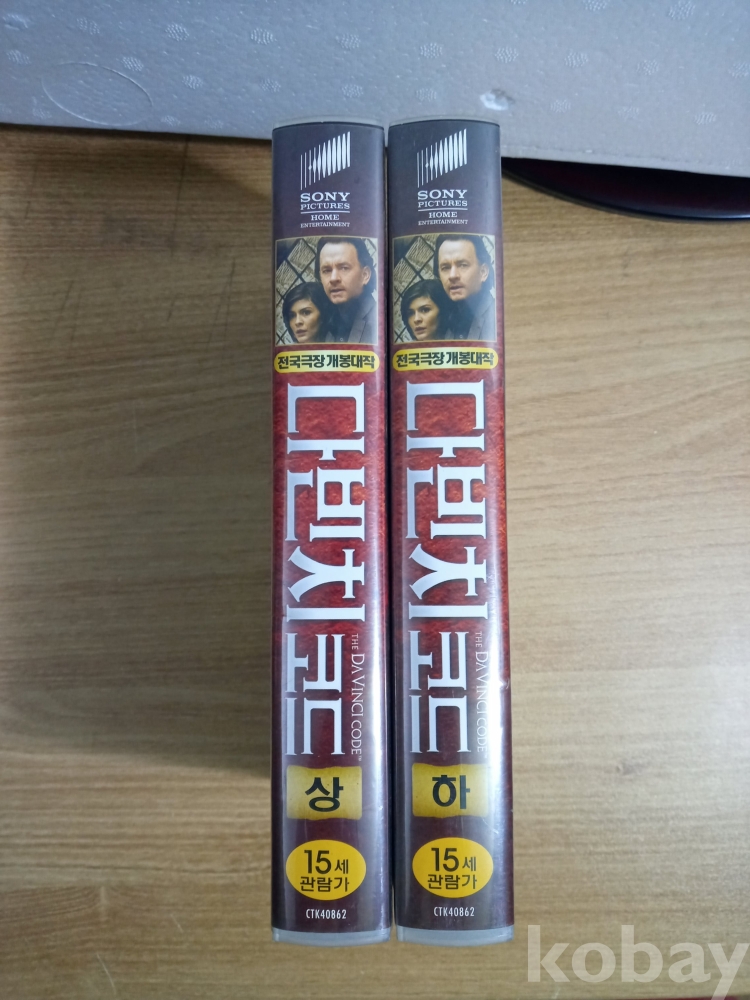 SONY
PICTURES
HOME
ENTERTAINMENT
전국극장 개봉대작
다빈치 코드
THE DA VINCI CODE™
상
15세
관람가
CTK40862
SONY
PICTURES
HOME
ENTERTAINMENT
전국극장 개봉대작
다빈치 코드
THE DA VINCI CODE
하
15세
관람가
CTK40862
kobay